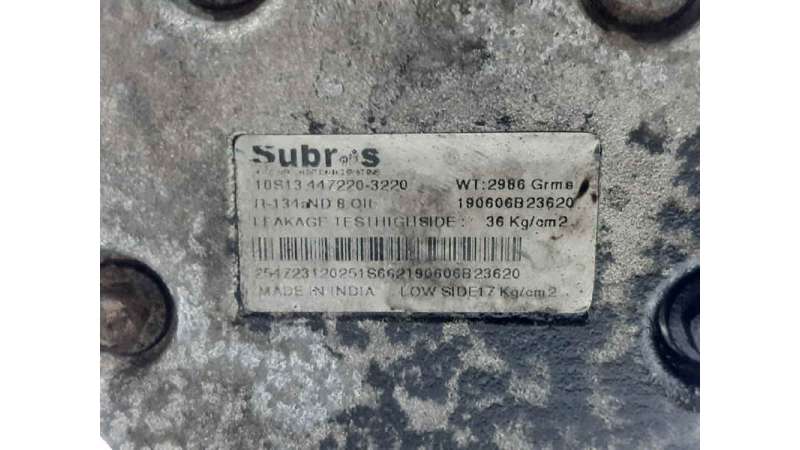 Subros
10S13 447220-3220 WT:2986 Grms
R-134a ND 8 OIL 190606B23620
LEAKAGE TEST HIGH SIDE : 36 Kg/cm2
254723120251S662190606B23620
MADE IN INDIA LOW SIDE 17 Kg/cm2